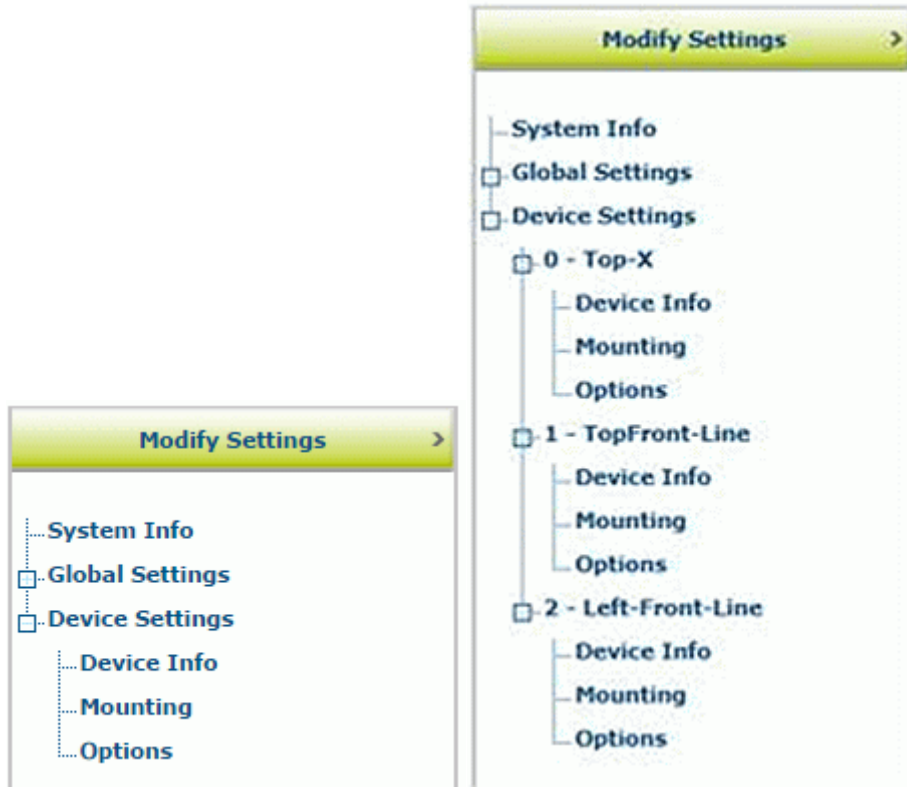 Modify Settings
System Info
Global Settings
Device Settings
Device Info
Mounting
Options
Modify Settings
System Info
Global Settings
Device Settings
0 - Top-X
Device Info
Mounting
Options
1 - TopFront-Line
Device Info
Mounting
Options
2 - Left-Front-Line
Device Info
Mounting
Options